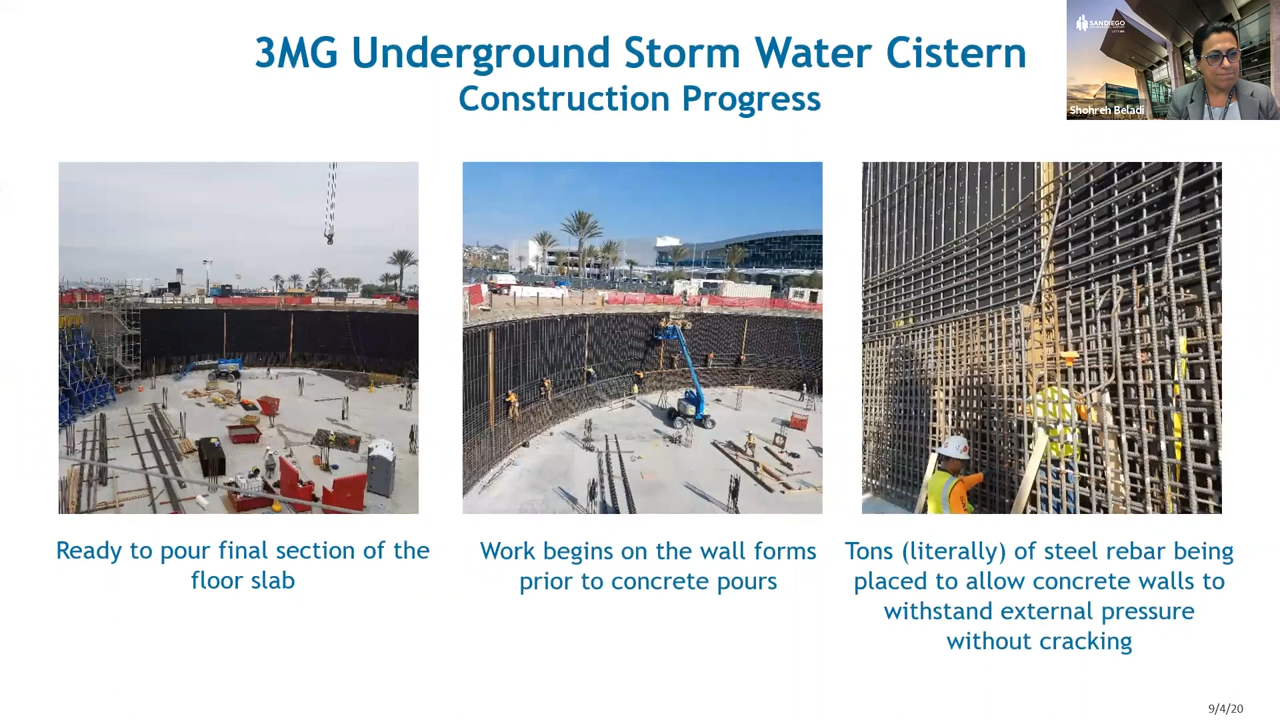 3MG Underground Storm Water Cistern
Construction Progress
SANDIEGO
Shohreh Beladi
Ready to pour final section of the
floor slab
Work begins on the wall forms
prior to concrete pours
Tons (literally) of steel rebar being
placed to allow concrete walls to
withstand external pressure
without cracking
9/4/20